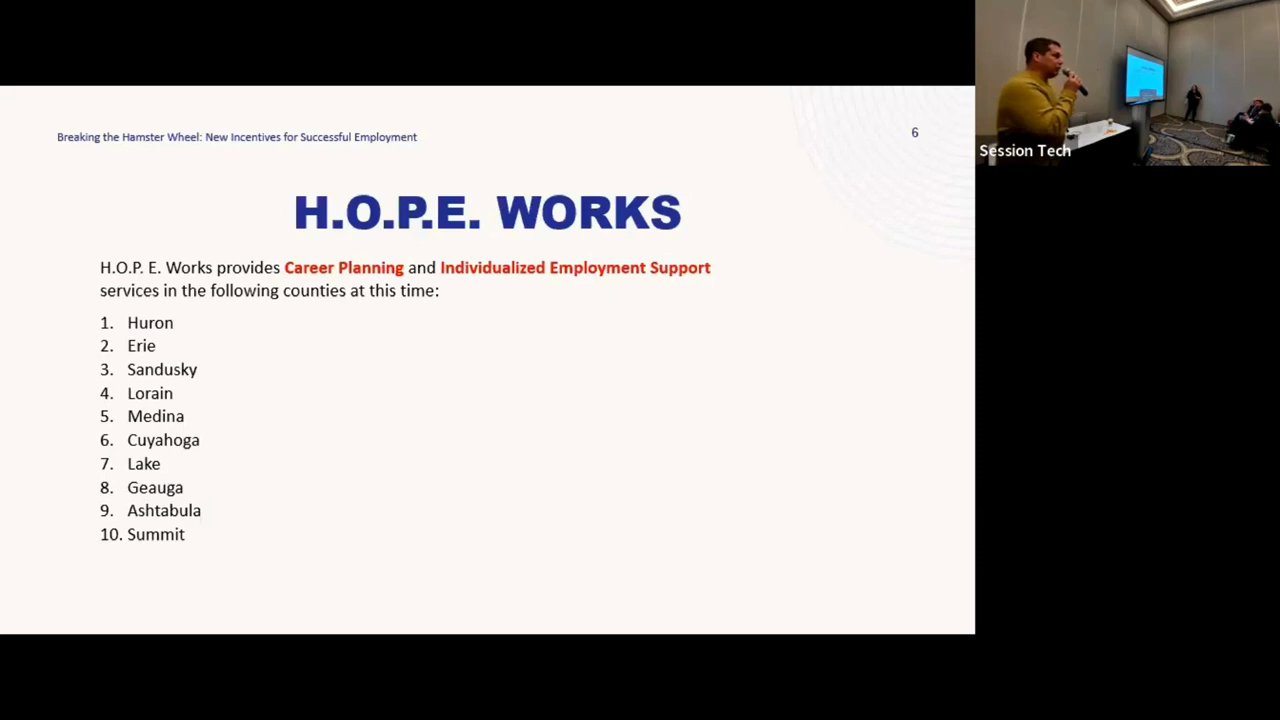 Breaking the Hamster Wheel: New Incentives for Successful Employment
6
H.O.P.E. WORKS
H.O.P. E. Works provides Career Planning and Individualized Employment Support
services in the following counties at this time:
1. Huron
2. Erie
3. Sandusky
4. Lorain
5. Medina
6. Cuyahoga
7. Lake
8. Geauga
9. Ashtabula
10. Summit
Session Tech